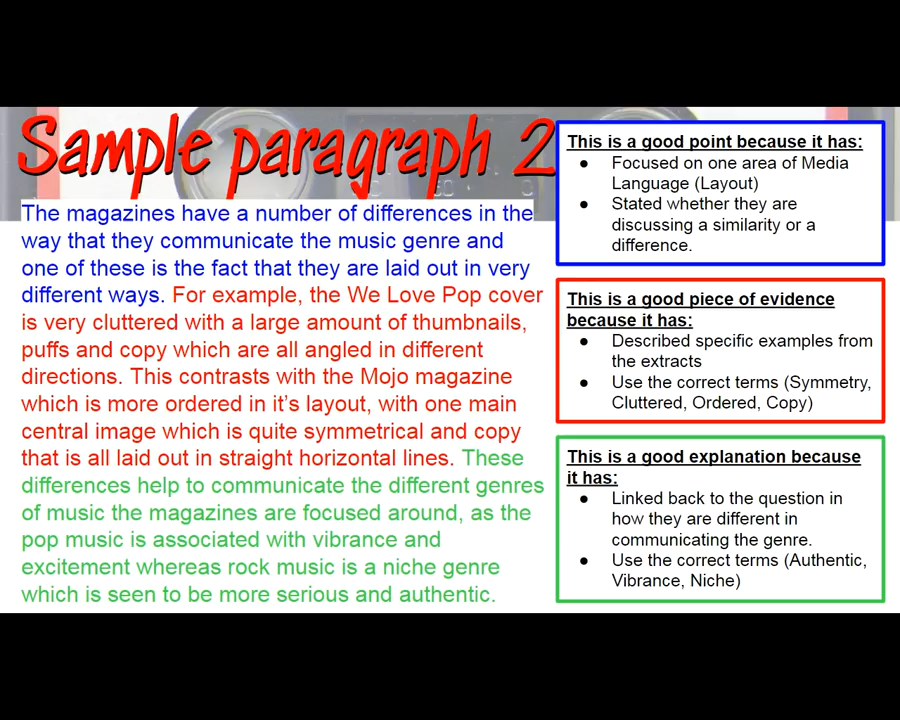 Sample paragraph 2
The magazines have a number of differences in the
way that they communicate the music genre and
one of these is the fact that they are laid out in very
different ways. For example, the We Love Pop cover
is very cluttered with a large amount of thumbnails,
puffs and copy which are all angled in different
directions. This contrasts with the Mojo magazine
which is more ordered in it's layout, with one main
central image which is quite symmetrical and copy
that is all laid out in straight horizontal lines. These
differences help to communicate the different genres
of music the magazines are focused around, as the
pop music is associated with vibrance and
excitement whereas rock music is a niche genre
which is seen to be more serious and authentic.
This is a good point because it has:
● Focused on one area of Media
Language (Layout)
● Stated whether they are
discussing a similarity or a
difference.
This is a good piece of evidence
because it has:
● Described specific examples from
the extracts
● Use the correct terms (Symmetry,
Cluttered, Ordered, Copy)
This is a good explanation because
it has:
● Linked back to the question in
how they are different in
communicating the genre.
● Use the correct terms (Authentic,
Vibrance, Niche)